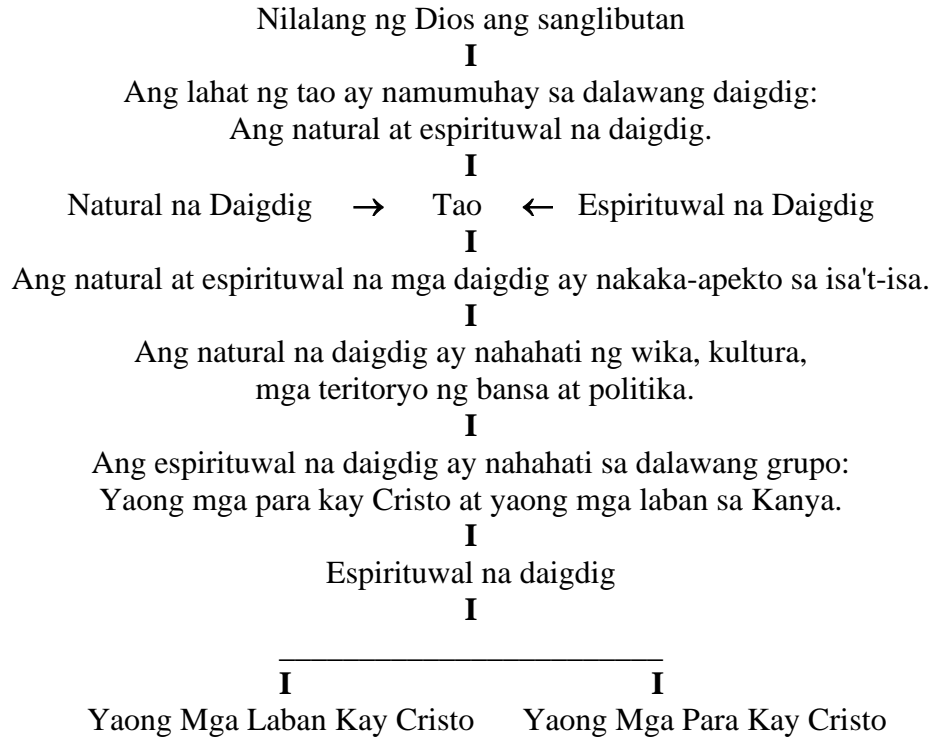 Nilalang ng Dios ang sanglibutan
I
Ang lahat ng tao ay namumuhay sa dalawang daigdig:
Ang natural at espirituwal na daigdig.
I
Natural na Daigdig → Tao ← Espirituwal na Daigdig
I
Ang natural at espirituwal na mga daigdig ay nakaka-apekto sa isa't-isa.
I
Ang natural na daigdig ay nahahati ng wika, kultura,
mga teritoryo ng bansa at politika.
I
Ang espirituwal na daigdig ay nahahati sa dalawang grupo:
Yaong mga para kay Cristo at yaong mga laban sa Kanya.
I
Espirituwal na daigdig
I
________________________
I I
Yaong Mga Laban Kay Cristo Yaong Mga Para Kay Cristo